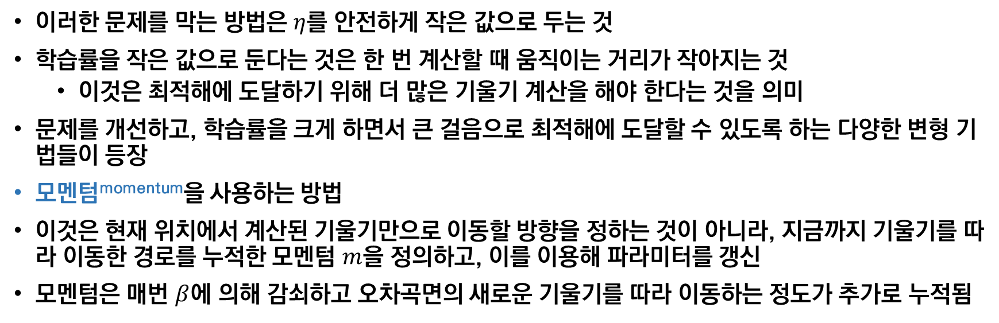 • 이러한 문제를 막는 방법은 η를 안전하게 작은 값으로 두는 것
• 학습률을 작은 값으로 둔다는 것은 한 번 계산할 때 움직이는 거리가 작아지는 것
• 이것은 최적해에 도달하기 위해 더 많은 기울기 계산을 해야 한다는 것을 의미
• 문제를 개선하고, 학습률을 크게 하면서 큰 걸음으로 최적해에 도달할 수 있도록 하는 다양한 변형 기
법들이 등장
• 모멘텀momentum을 사용하는 방법
• 이것은 현재 위치에서 계산된 기울기만으로 이동할 방향을 정하는 것이 아니라, 지금까지 기울기를 따
라 이동한 경로를 누적한 모멘텀 m을 정의하고, 이를 이용해 파라미터를 갱신
• 모멘텀은 매번 β에 의해 감쇠하고 오차곡면의 새로운 기울기를 따라 이동하는 정도가 추가로 누적됨